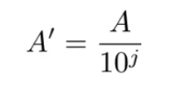 A′ = A / 10^j